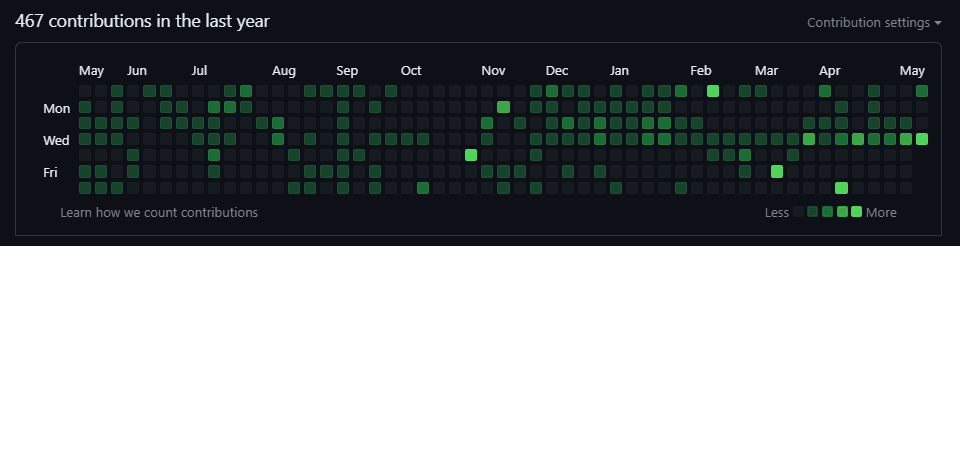 467 contributions in the last year
Contribution settings
May Jun Jul Aug Sep Oct Nov Dec Jan Feb Mar Apr May
Mon
Wed
Fri
Learn how we count contributions
Less More